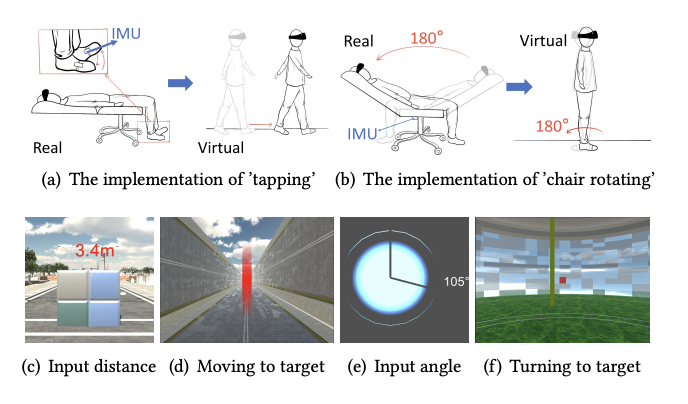 IMU
Real
Virtual
(a) The implementation of 'tapping'
Real
180°
Virtual
IMU
180°
(b) The implementation of 'chair rotating'
3.4m
105°
(c) Input distance
(d) Moving to target
(e) Input angle
(f) Turning to target